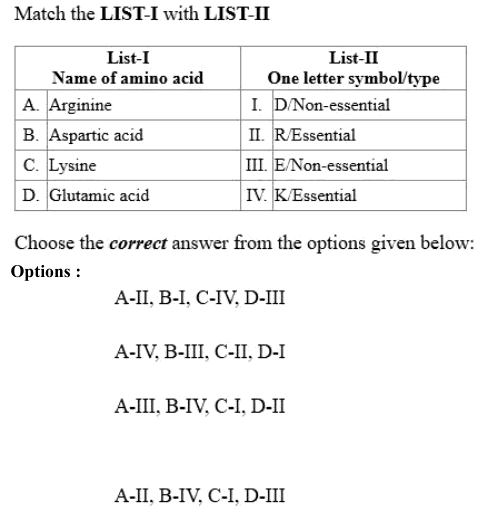 Match the LIST-I with LIST-II
List-I
Name of amino acid
List-II
One letter symbol/type
A. Arginine I. D/Non-essential
B. Aspartic acid II. R/Essential
C. Lysine III. E/Non-essential
D. Glutamic acid IV. K/Essential
Choose the correct answer from the options given below:
Options :
A-II, B-I, C-IV, D-III
A-IV, B-III, C-II, D-I
A-III, B-IV, C-I, D-II
A-II, B-IV, C-I, D-III